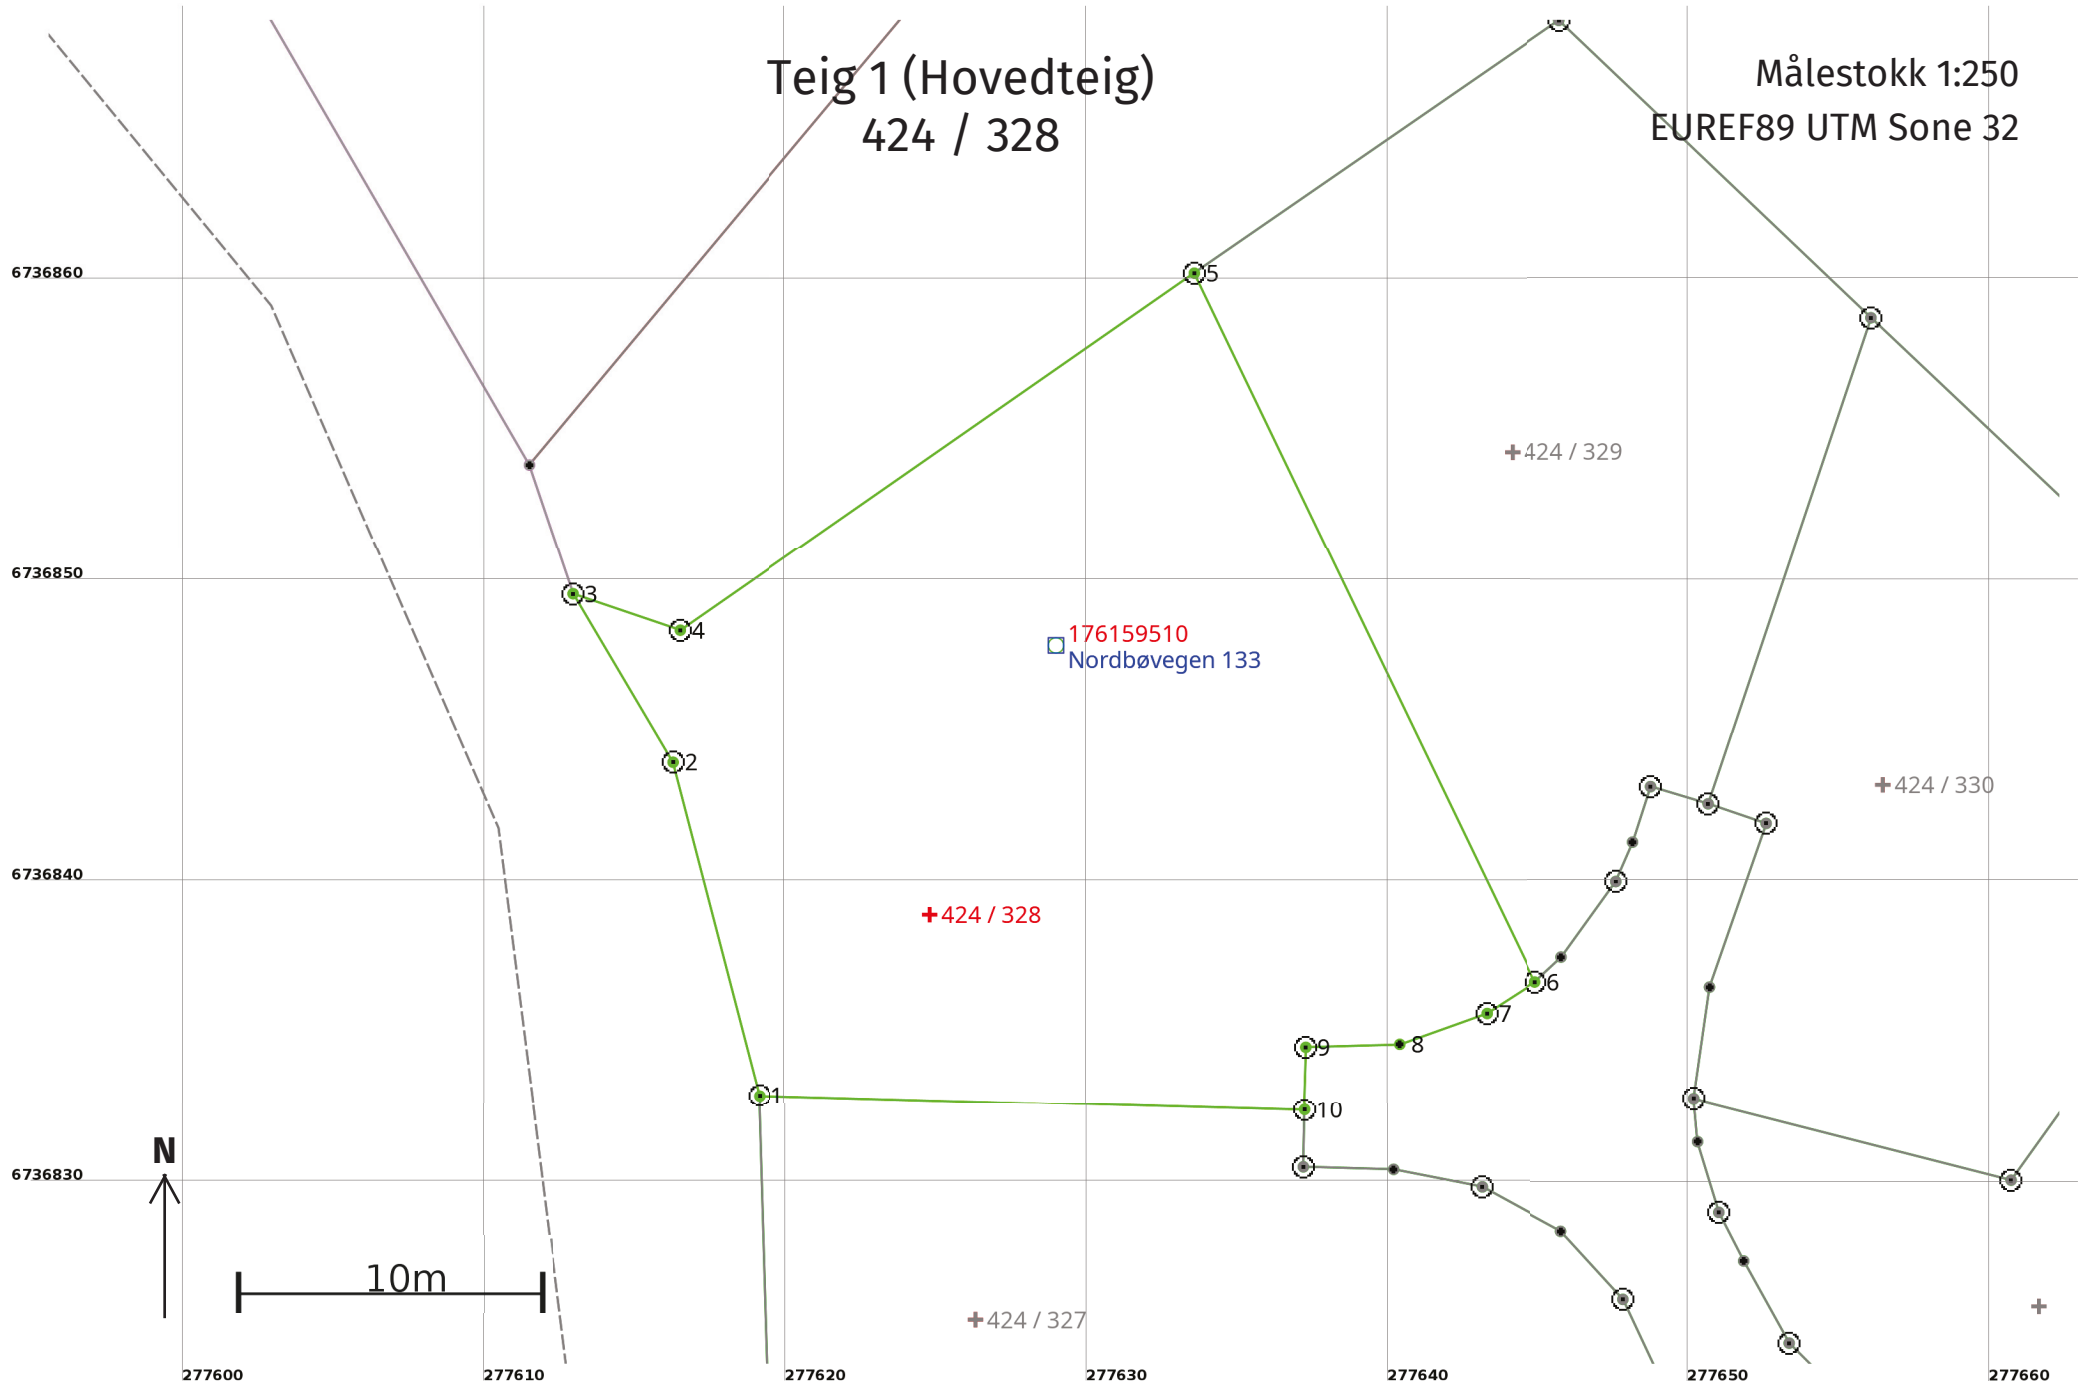 Teig 1 (Hovedteig)
424 / 328
Målestokk 1:250
EUREF89 UTM Sone 32
6736860
5
424 / 329
6736850
3
4
176159510
Nordbøvegen 133
2
424 / 330
6736840
424 / 328
6
7
8
9
1
10
N
6736830
10m
424 / 327
277600
277610
277620
277630
277640
277650
277660